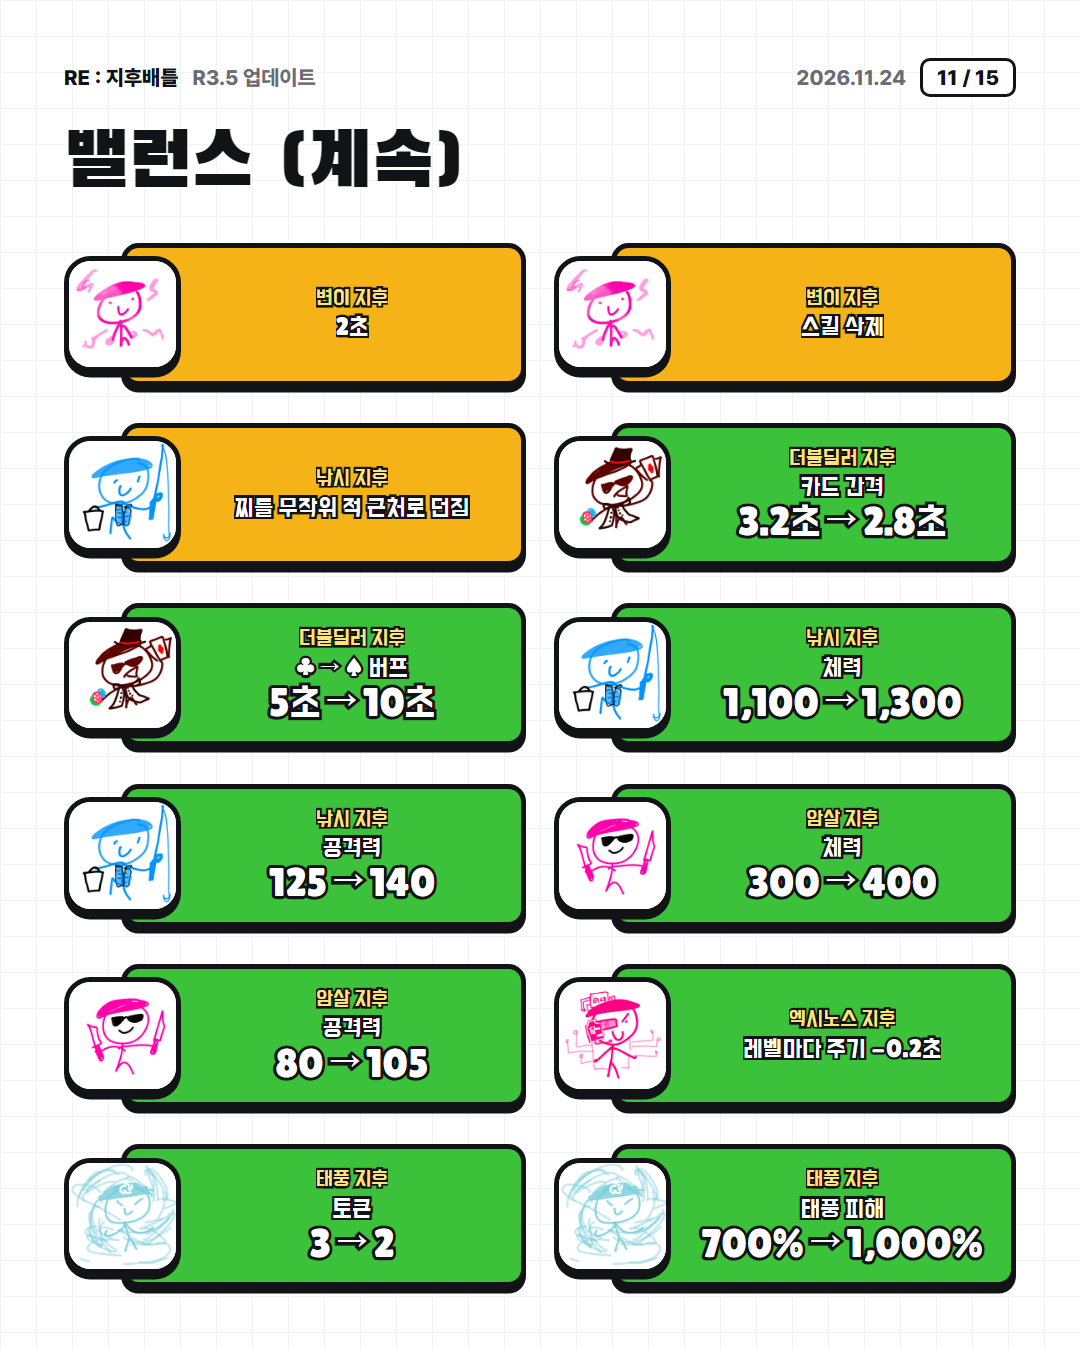 RE : 지후배틀 R3.5 업데이트
2026.11.24 11 / 15
밸런스 (계속)
변이 지후
2초
변이 지후
스킬 삭제
낚시 지후
찌를 무작위 적 근처로 던짐
더블딜러 지후
카드 간격
3.2초 → 2.8초
더블딜러 지후
♣ → ♠ 버프
5초 → 10초
낚시 지후
체력
1,100 → 1,300
낚시 지후
공격력
125 → 140
암살 지후
체력
300 → 400
암살 지후
공격력
80 → 105
엑시노스 지후
레벨마다 주기 −0.2초
태풍 지후
토큰
3 → 2
태풍 지후
태풍 피해
700% → 1,000%